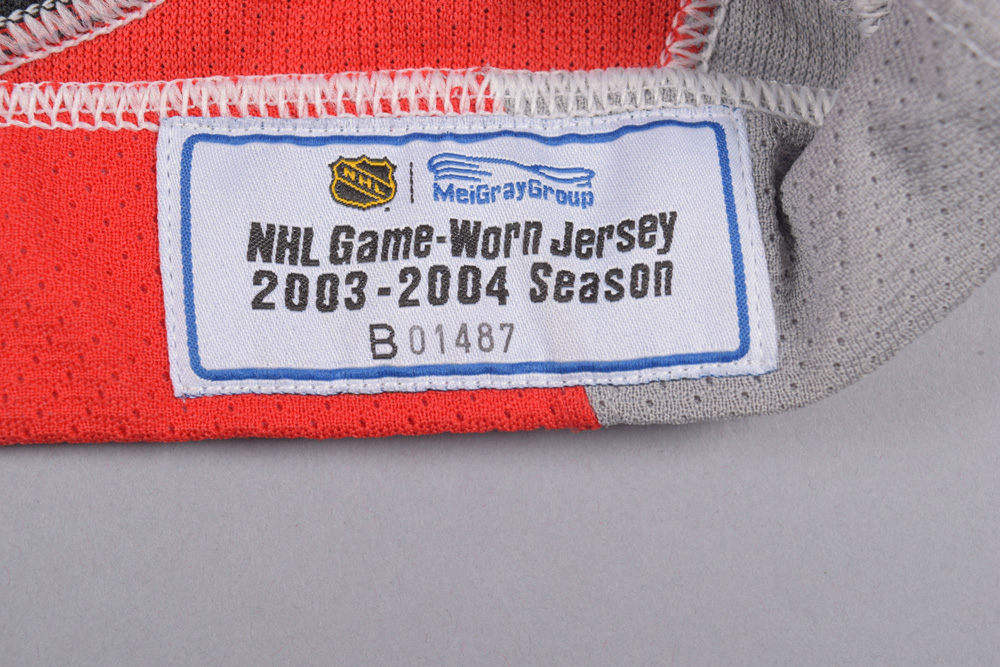 NHL | MeiGrayGroup
NHL Game-Worn Jersey
2003-2004 Season
B01487